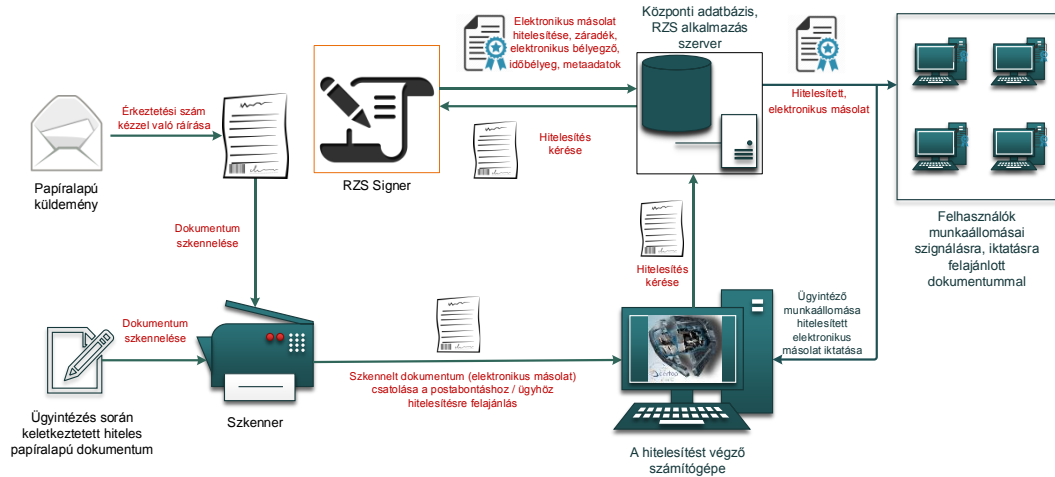 Elektronikus másolat
hitelesítése, záradék,
elektronikus bélyegző,
időbélyeg, metaadatok
Központi adatbázis,
RZS alkalmazás
szerver
Érkeztetési szám
kézzel való ráírása
Hitelesített,
elektronikus másolat
Hitelesítés
kérése
Papíralapú
küldemény
RZS Signer
Dokumentum
szkennelése
Hitelesítés
kérése
Felhasználók
munkaállomásai
szignálásra, iktatásra
felajánlott
dokumentummal
Dokumentum
szkennelése
Ügyintéző
munkaállomása
hitelesített
elektronikus
másolat iktatása
Szkennelt dokumentum (elektronikus másolat)
csatolása a postabontáshoz / ügyhöz
hitelesítésre felajánlás
Ügyintézés során
keletkeztetett hiteles
papíralapú dokumentum
Szkenner
A hitelesítést végző
számítógépe